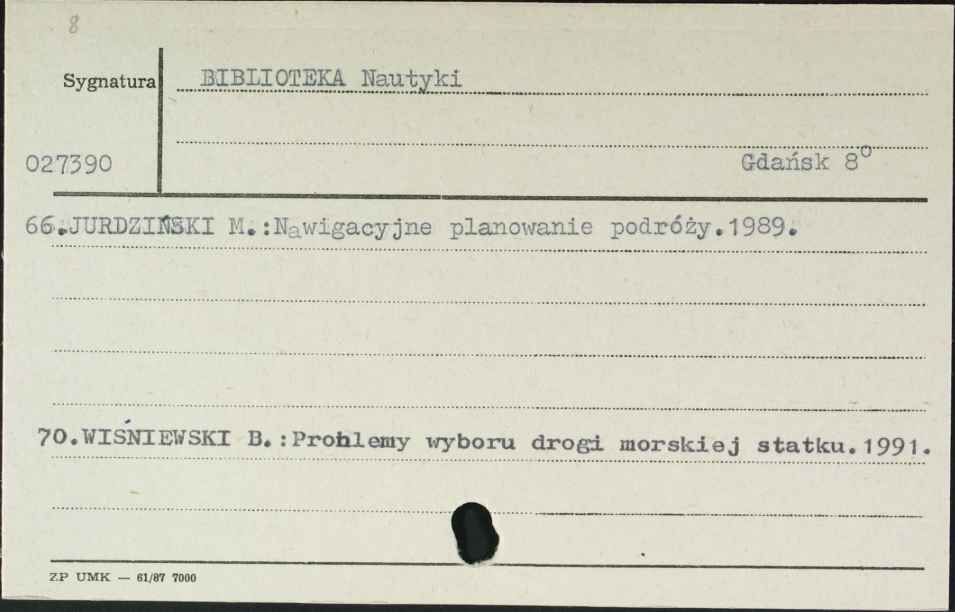 8
Sygnatura
BIBLIOTEKA Nautyki
027390
Gdańsk 8°
66.JURDZIŃSKI M.:Nawigacyjne planowanie podróży.1989.
70.WIŚNIEWSKI B.:Prohlemy wyboru drogi morskiej statku.1991.
ZP UMK — 61/87 7000